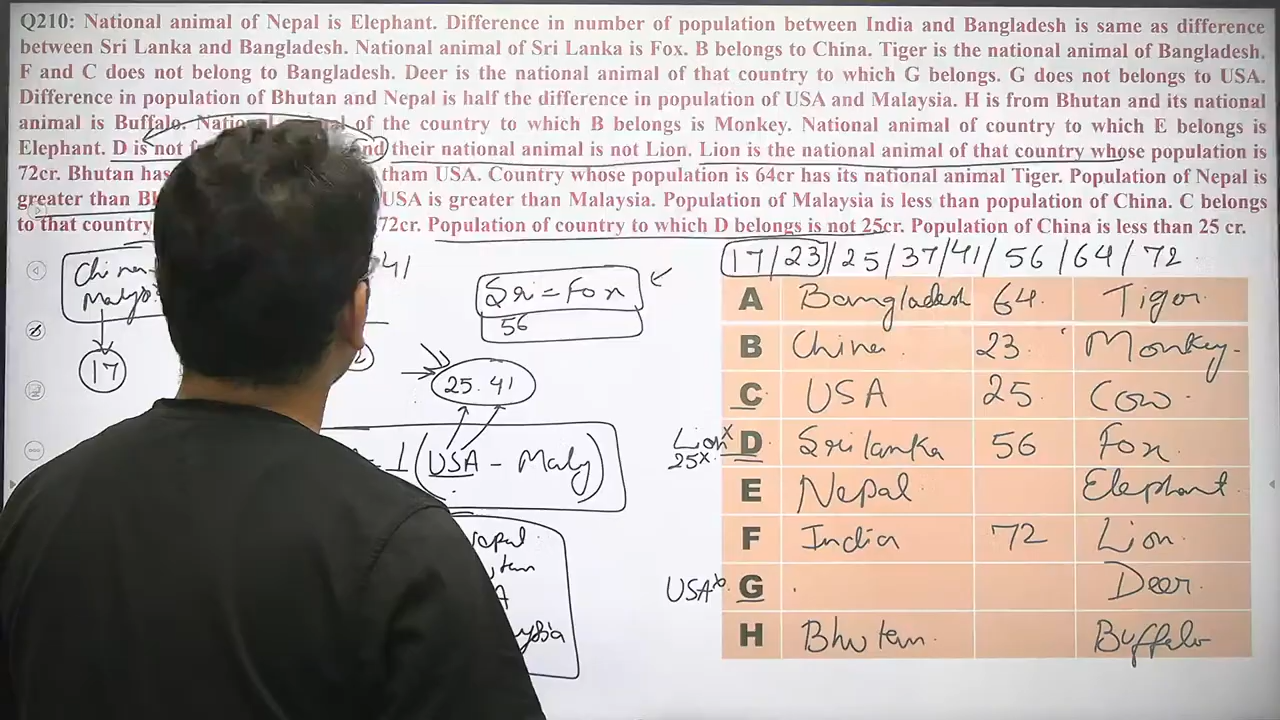 Q210: National animal of Nepal is Elephant. Difference in number of population between India and Bangladesh is same as difference
between Sri Lanka and Bangladesh. National animal of Sri Lanka is Fox. B belongs to China. Tiger is the national animal of Bangladesh.
F and C does not belong to Bangladesh. Deer is the national animal of that country to which G belongs. G does not belongs to USA.
Difference in population of Bhutan and Nepal is half the difference in population of USA and Malaysia. H is from Bhutan and its national
animal is Buffalo. of the country to which B belongs is Monkey. National animal of country to which E belongs is
Elephant. D is not their national animal is not Lion. Lion is the national animal of that country whose population is
72cr. Bhutan has tham USA. Country whose population is 64cr has its national animal Tiger. Population of Nepal is
greater than USA is greater than Malaysia. Population of Malaysia is less than population of China. C belongs
to that country 72cr. Population of country to which D belongs is not 25cr. Population of China is less than 25 cr.
17/23/25/37/41/56/64/72
China
41
Sri = Fox
56
17
25. 41
(USA - Maly)
A Bangladesh 64. Tiger.
B China. 23. Monkey.
C USA 25. Cow.
Lion x
25x
D Srilanka 56 Fox.
E Nepal. Elephant.
F India 72 Lion.
USAx
G Deer.
H Bhutan. Buffalo